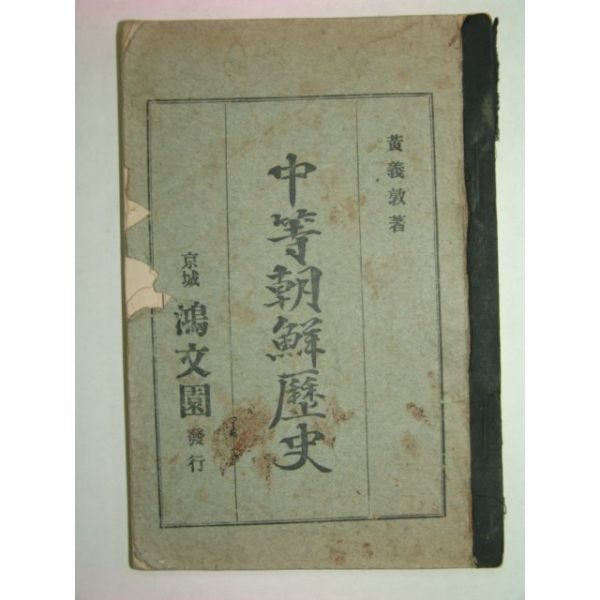 黃義敦著
中等朝鮮歷史
京城 鴻文園 發行